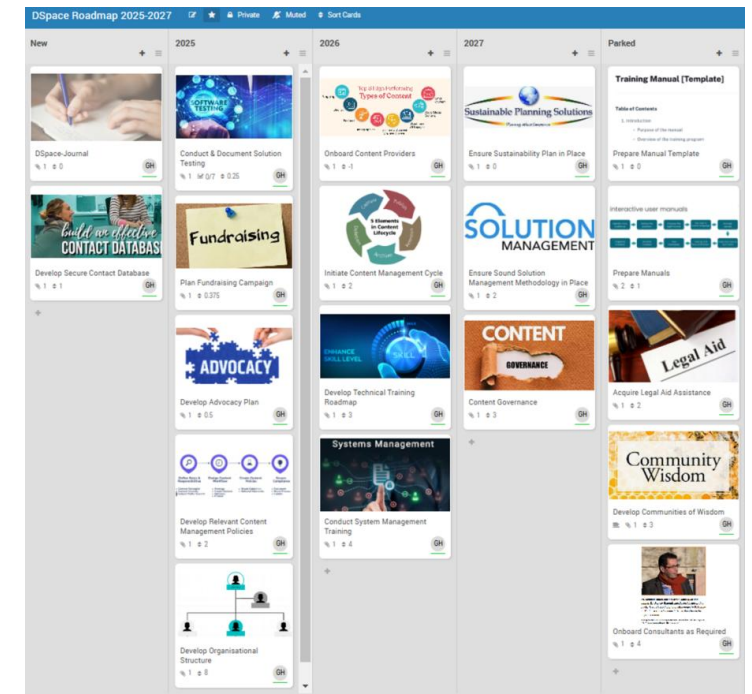 DSpace Roadmap 2025-2027
Private
Muted
Sort Cards
New
DSpace-Journal
1 0
GH
build an effective
CONTACT DATABAS
Develop Secure Contact Database
1 1
GH
2025
SOFTWARE
TESTING
Conduct & Document Solution
Testing
1 0/7 0.25
GH
Fundraising
Plan Fundraising Campaign
1 0.375
GH
ADVOCACY
Develop Advocacy Plan
1 0.5
GH
Develop Relevant Content
Management Policies
1 2
GH
Develop Organisational
Structure
1 8
GH
2026
Types of Content
Onboard Content Providers
1 -1
GH
5 Elements
in Content
Lifecycle
Initiate Content Management Cycle
1 2
GH
ENHANCE
SKILL LEVEL
SKILL
Develop Technical Training
Roadmap
1 3
GH
Systems Management
Conduct System Management
Training
1 4
GH
2027
Sustainable Planning Solutions
Ensure Sustainability Plan in Place
1 0
GH
SOLUTION
MANAGEMENT
Ensure Sound Solution
Management Methodology in Place
1 2
GH
CONTENT
GOVERNANCE
Content Governance
1 3
GH
Parked
Training Manual [Template]
Table of Contents
1. Introduction
- Purpose of the manual
- Overview of the training program
Prepare Manual Template
1 0
GH
interactive user manuals
Prepare Manuals
2 1
GH
Legal Aid
Acquire Legal Aid Assistance
1 2
GH
Community
Wisdom
Develop Communities of Wisdom
1 3
GH
Onboard Consultants as Required
1 4
GH